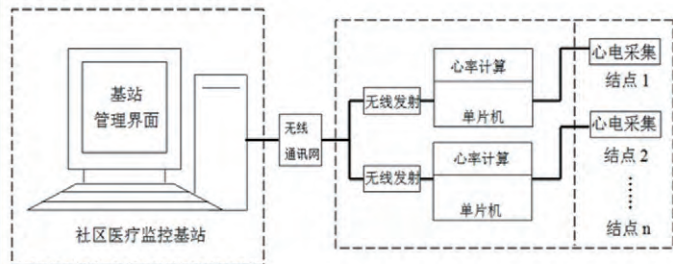 基站
管理界面
社区医疗监控基站
无线
通讯网
无线发射
心率计算
单片机
心电采集
结点 1
无线发射
心率计算
单片机
心电采集
结点 2
......
结点 n